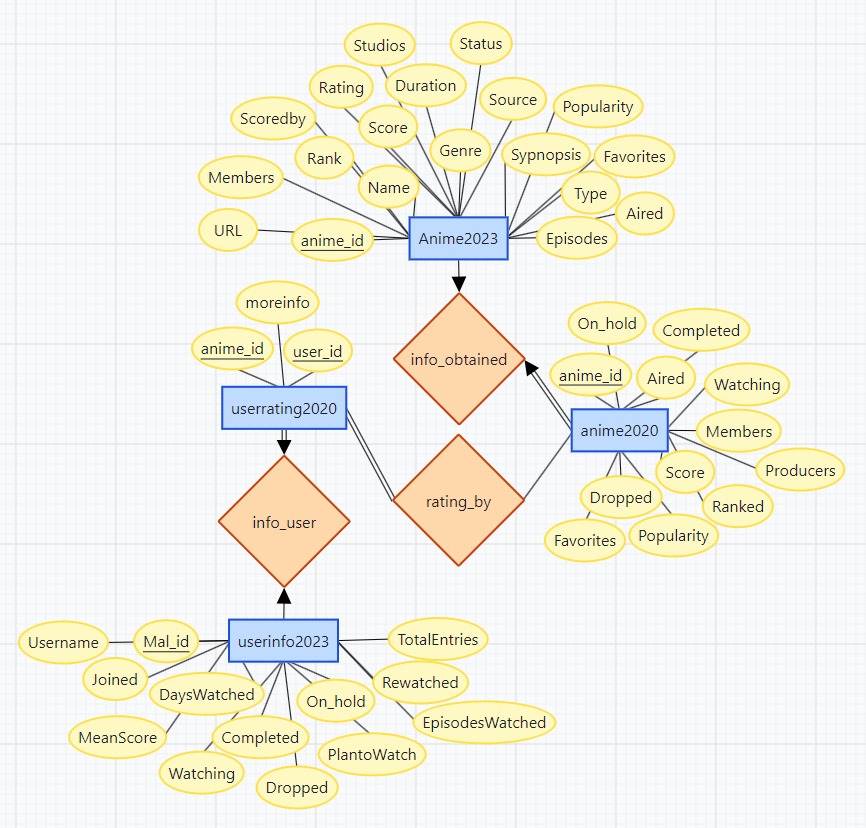 Status
Studios
Duration
Rating
Source
Popularity
Scoredby
Score
Genre
Sypnopsis
Favorites
Rank
Members
Name
Type
Aired
URL
anime_id
Anime2023
Episodes
moreinfo
On_hold
Completed
anime_id
user_id
info_obtained
anime_id
Aired
Watching
userrating2020
anime2020
Members
Score
Producers
Dropped
Ranked
info_user
rating_by
Favorites
Popularity
Username
Mal_id
userinfo2023
TotalEntries
Joined
DaysWatched
On_hold
Rewatched
MeanScore
Completed
EpisodesWatched
PlantoWatch
Watching
Dropped